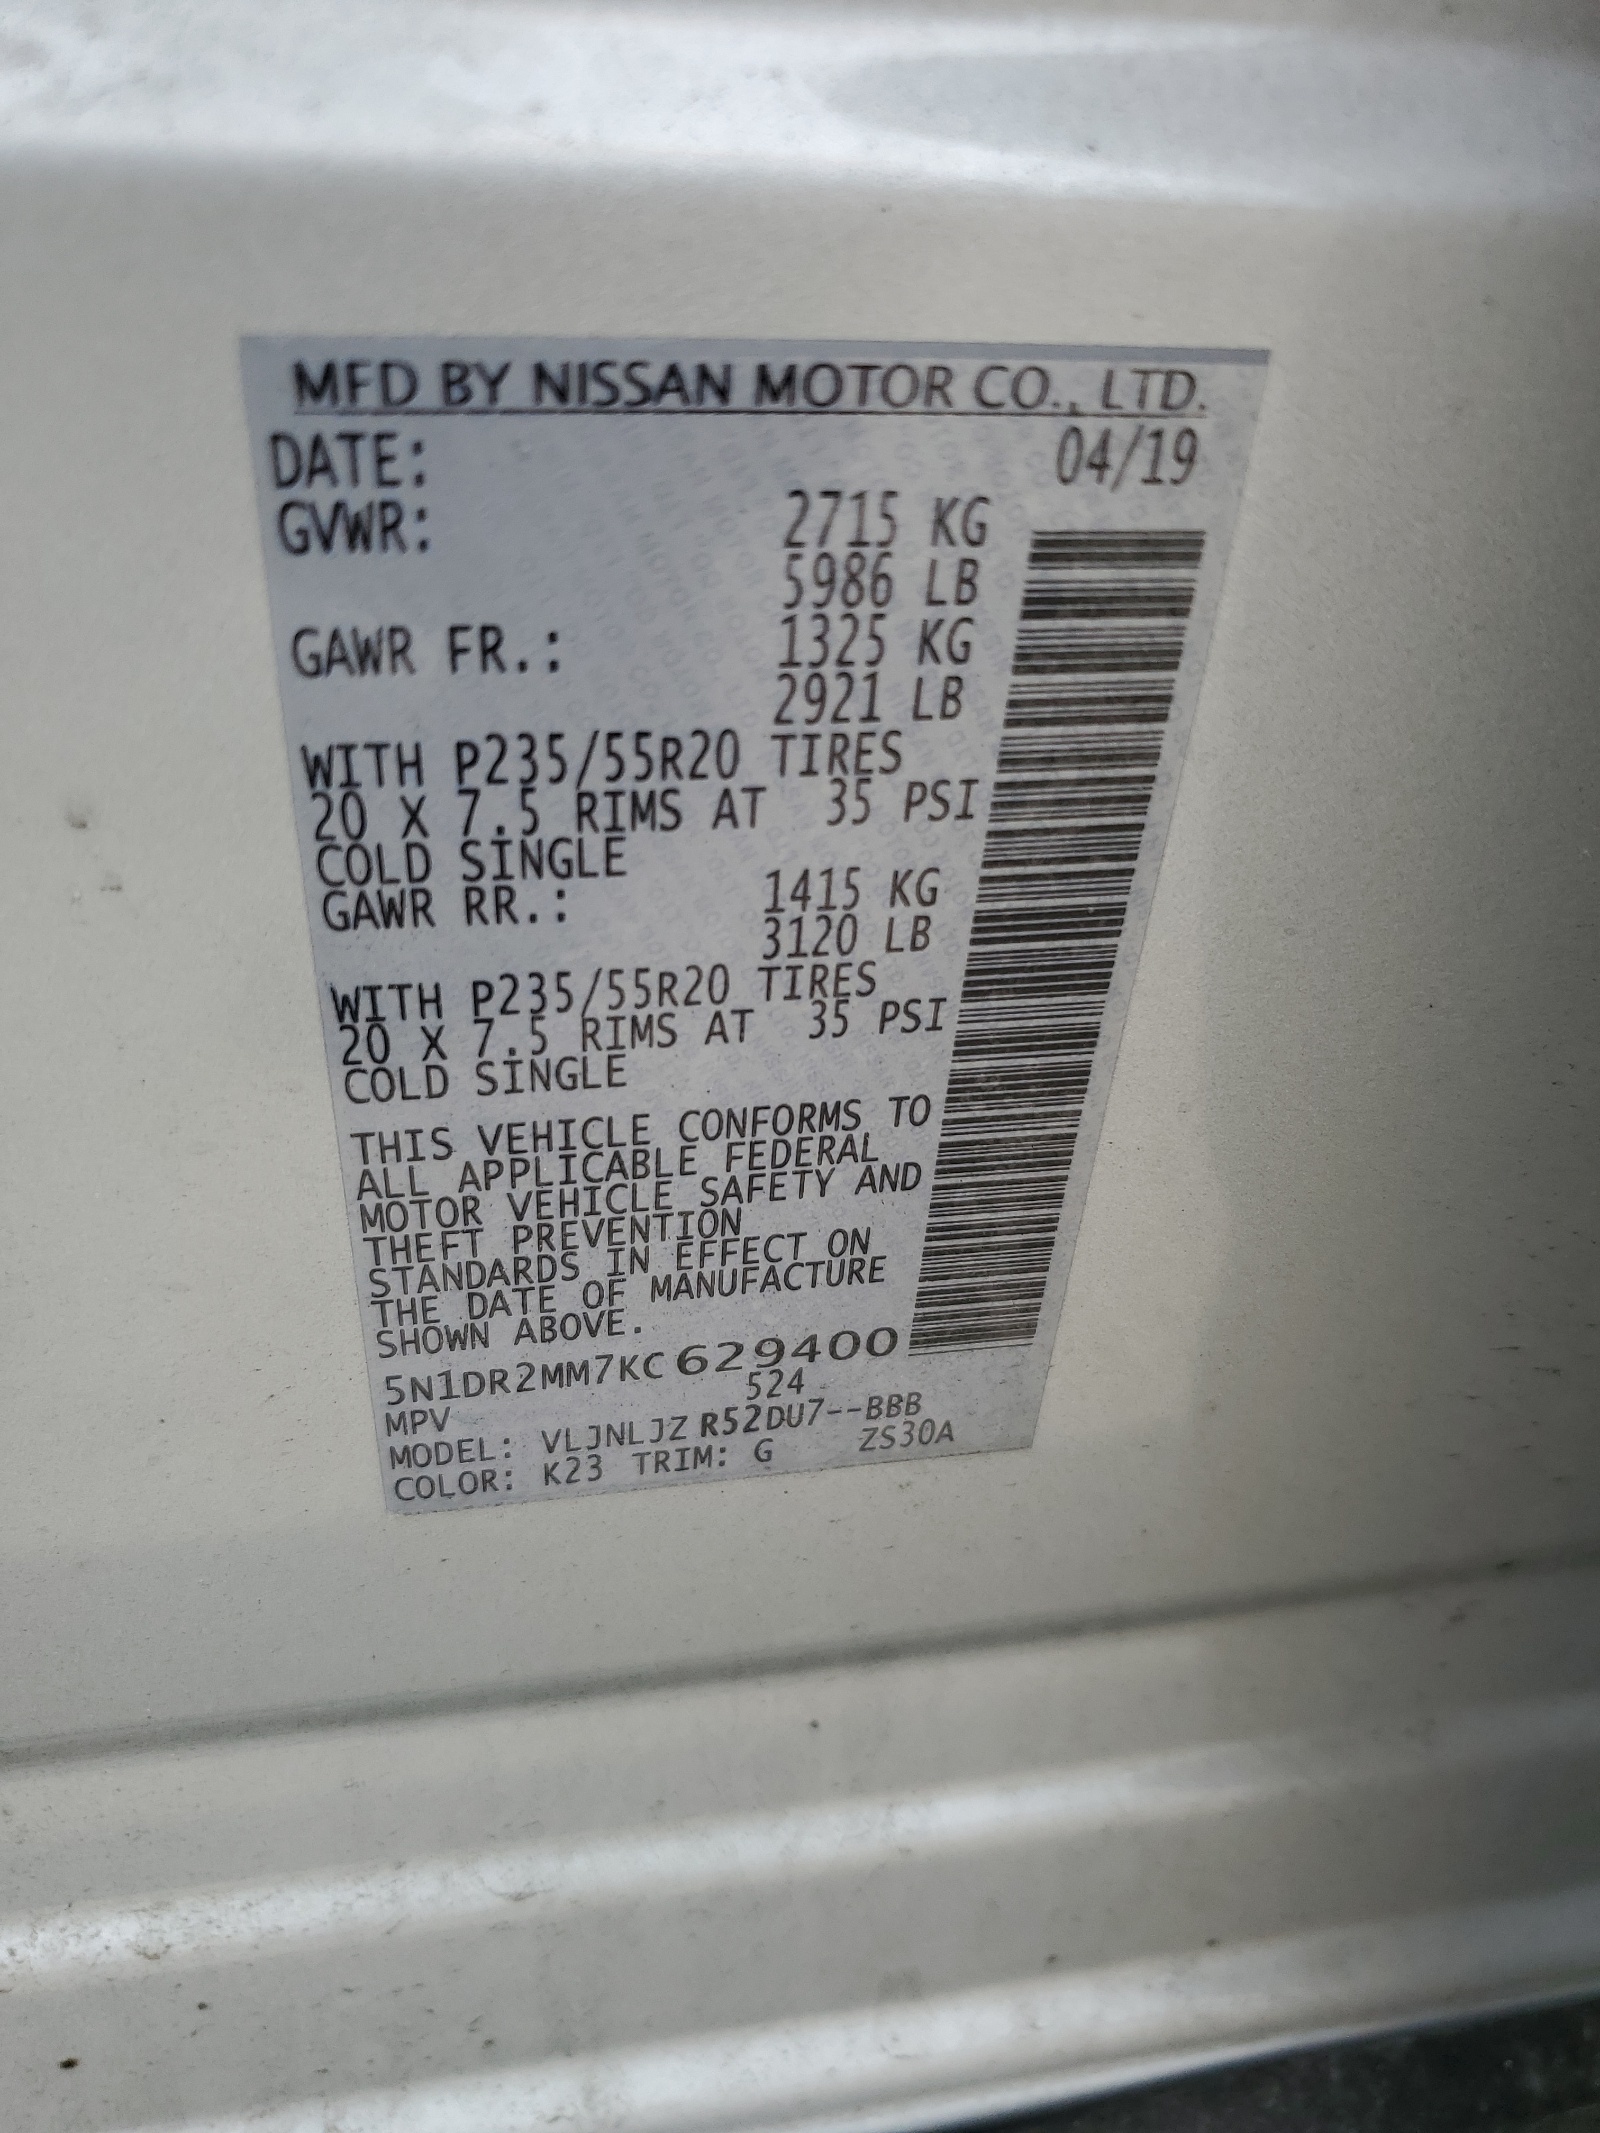 MFD BY NISSAN MOTOR CO., LTD.
DATE: 04/19
GVWR: 2715 KG
5986 LB
GAWR FR.: 1325 KG
2921 LB
WITH P235/55R20 TIRES
20 X 7.5 RIMS AT 35 PSI
COLD SINGLE
GAWR RR.: 1415 KG
3120 LB
WITH P235/55R20 TIRES
20 X 7.5 RIMS AT 35 PSI
COLD SINGLE
THIS VEHICLE CONFORMS TO
ALL APPLICABLE FEDERAL
MOTOR VEHICLE SAFETY AND
THEFT PREVENTION
STANDARDS IN EFFECT ON
THE DATE OF MANUFACTURE
SHOWN ABOVE.
5N1DR2MM7KC629400
MPV 524
MODEL: VLJNLJZ R52DU7--BBB
COLOR: K23 TRIM: G ZS30A